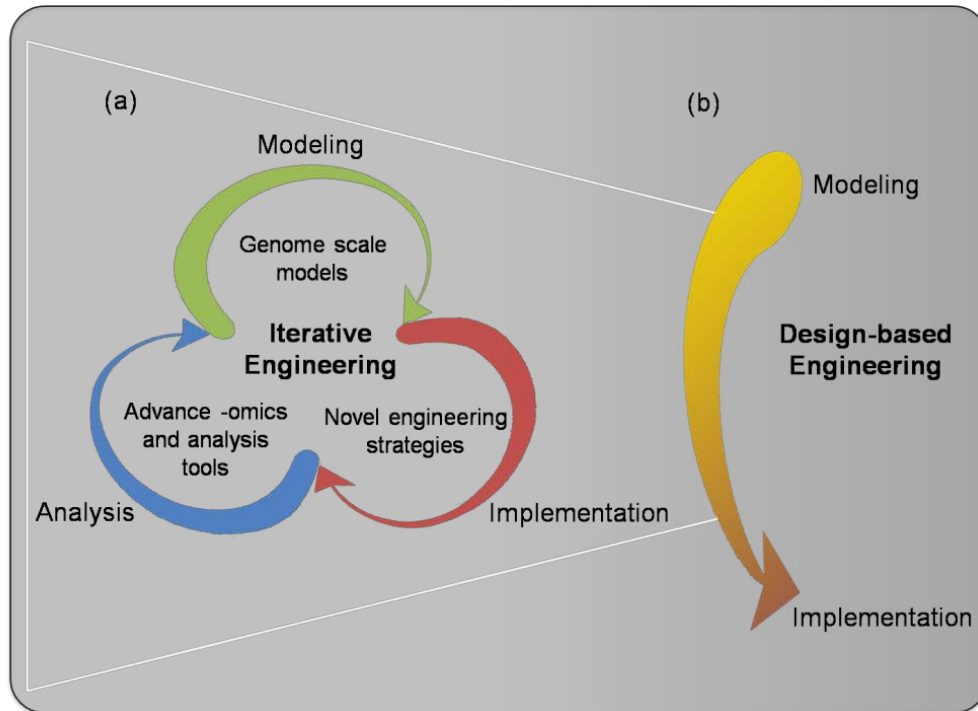 (a)
Modeling
Genome scale
models
Iterative
Engineering
Advance -omics
and analysis
tools
Novel engineering
strategies
Analysis
Implementation
(b)
Modeling
Design-based
Engineering
Implementation